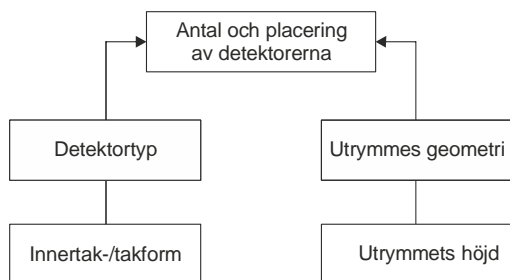 Antal och placering
av detektorerna
Detektortyp
Utrymmes geometri
Innertak-/takform
Utrymmets höjd